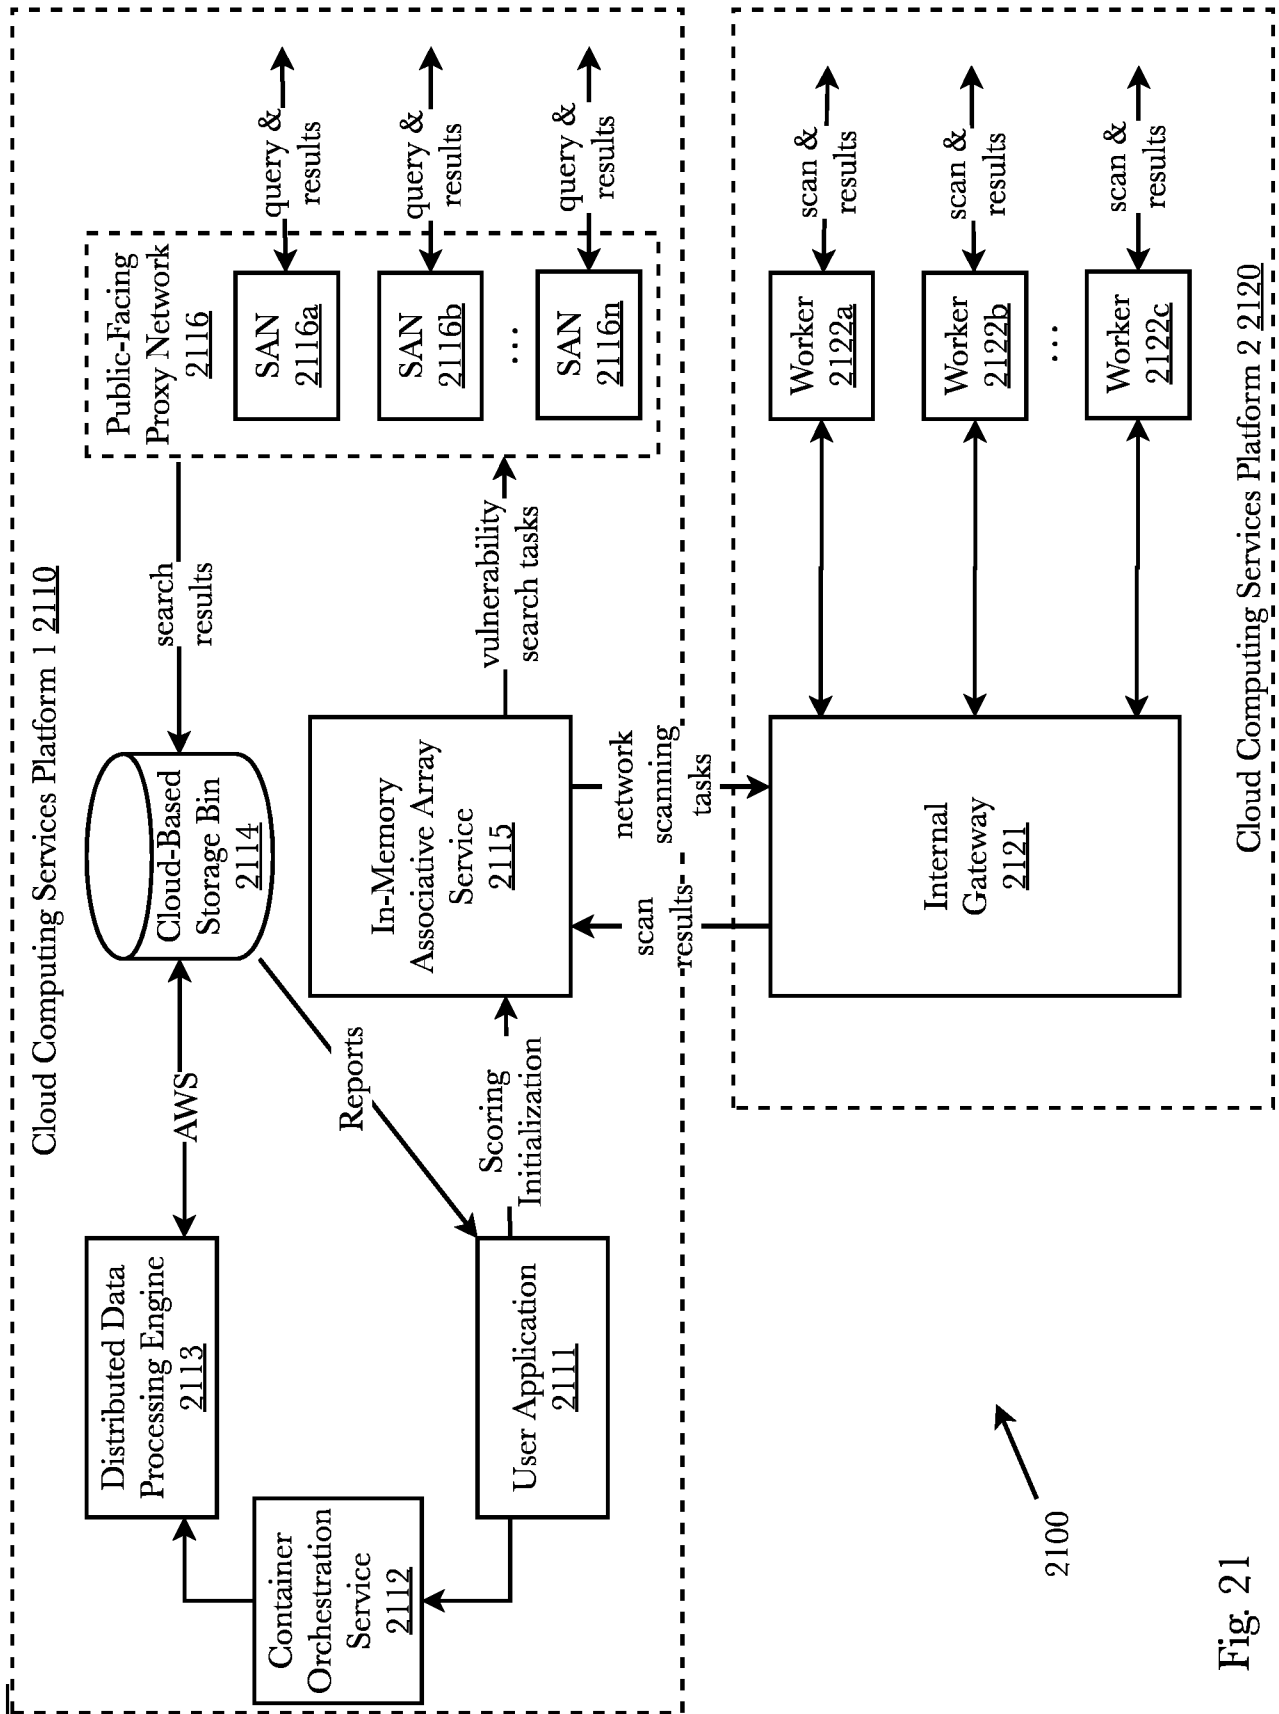 Cloud Computing Services Platform 1 2110
Distributed Data
Processing Engine
2113
AWS
Cloud-Based
Storage Bin
2114
search
results
Public-Facing
Proxy Network
2116
SAN
2116a
query &
results
SAN
2116b
query &
results
...
SAN
2116n
query &
results
Container
Orchestration
Service
2112
Reports
User Application
2111
Scoring
Initialization
In-Memory
Associative Array
Service
2115
vulnerability
search tasks
scan
results
network
scanning
tasks
Internal
Gateway
2121
Worker
2122a
scan &
results
Worker
2122b
scan &
results
...
Worker
2122c
scan &
results
Cloud Computing Services Platform 2 2120
2100
Fig. 21